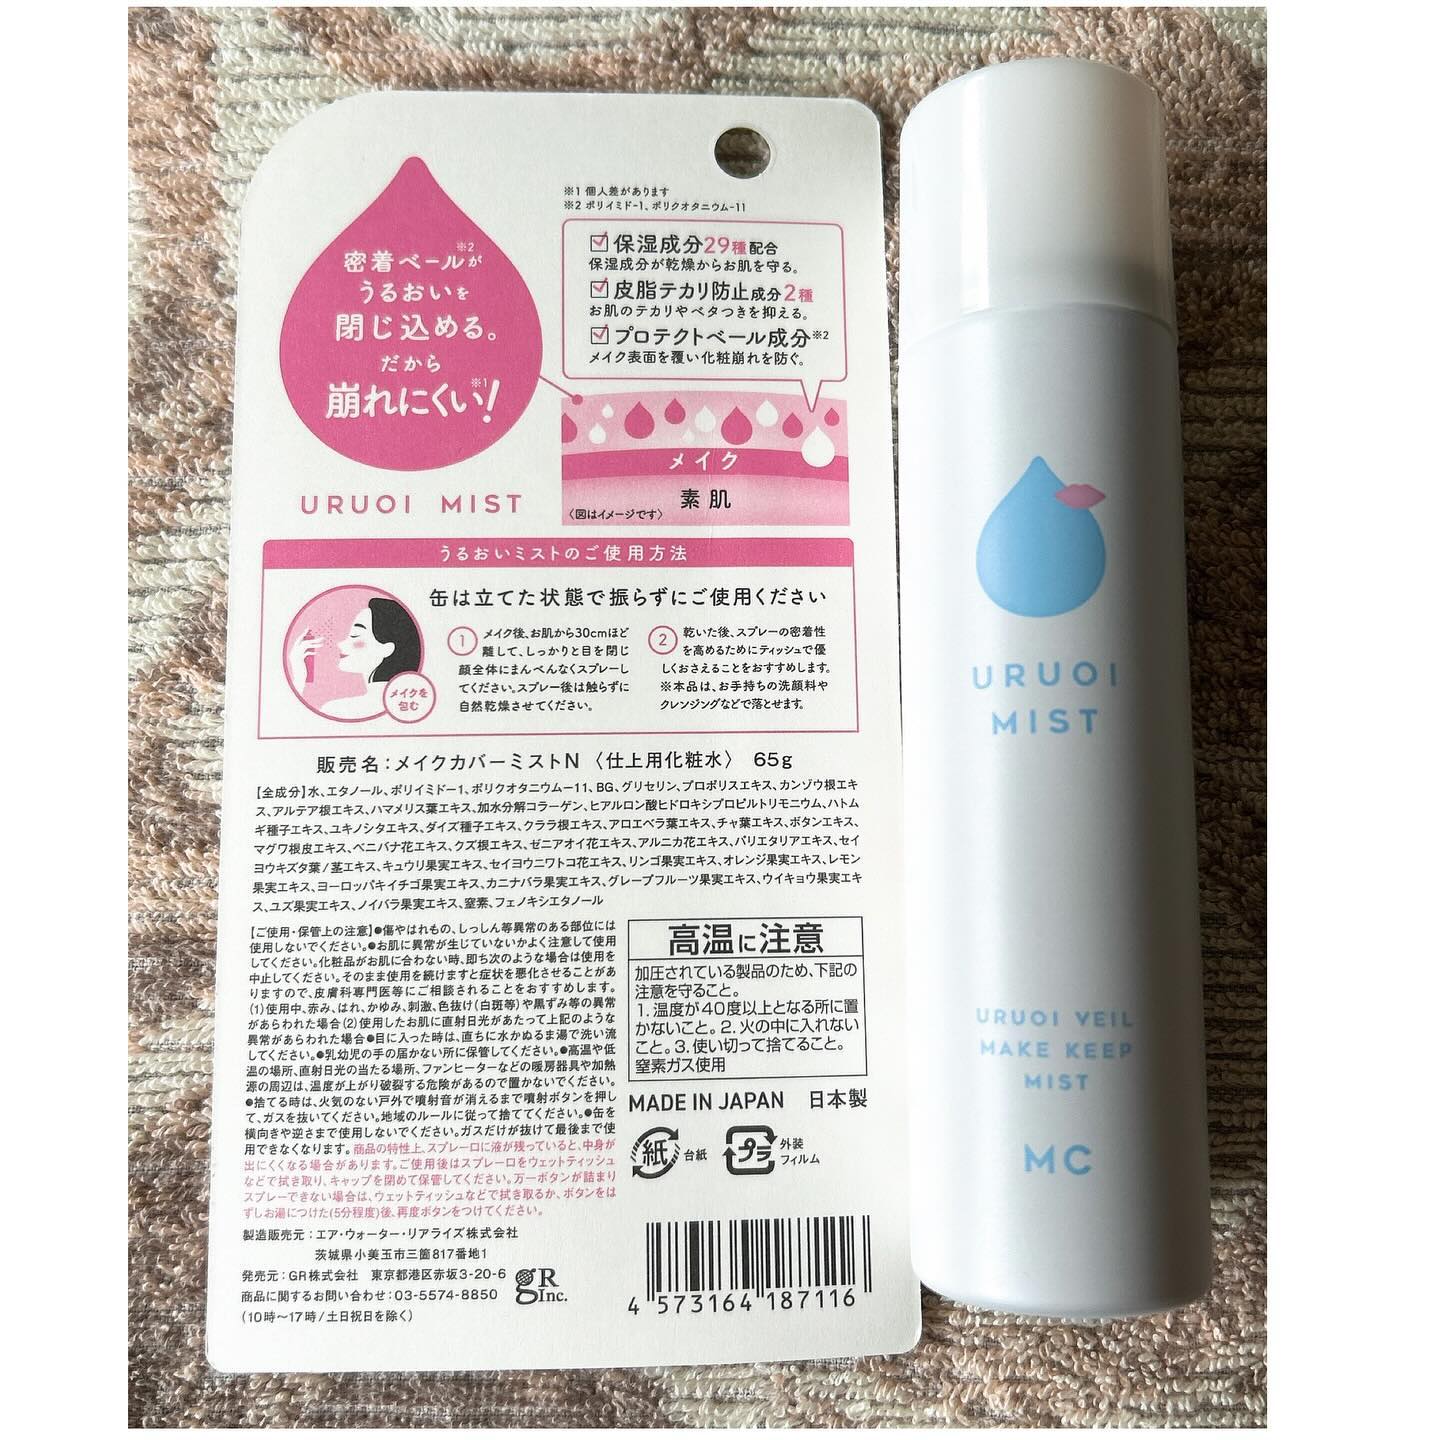 ※1 個人差があります
※2 ポリイミド-1、ポリクオタニウム-11
密着ベール※2が
うるおいを
閉じ込める。
だから
崩れにくい※1!
URUOI MIST
保湿成分29種配合
保湿成分が乾燥からお肌を守る。
皮脂テカリ防止成分2種
お肌のテカリやベタつきを抑える。
プロテクトベール成分※2
メイク表面を覆い化粧崩れを防ぐ。
メイク
素肌
〈図はイメージです〉
うるおいミストのご使用方法
缶は立てた状態で振らずにご使用ください
メイクを
包む
1 メイク後、お肌から30cmほど
離して、しっかりと目を閉じ
顔全体にまんべんなくスプレーし
てください。スプレー後は触らずに
自然乾燥させてください。
2 乾いた後、スプレーの密着性
を高めるためにティッシュで優
しくおさえることをおすすめします。
※本品は、お手持ちの洗顔料や
クレンジングなどで落とせます。
販売名:メイクカバーミストN 〈仕上用化粧水〉 65g
【全成分】水、エタノール、ポリイミドー1、ポリクオタニウムー11、BG、グリセリン、プロポリスエキス、カンゾウ根エキ
ス、アルテア根エキス、ハマメリス葉エキス、加水分解コラーゲン、ヒアルロン酸ヒドロキシプロピルトリモニウム、ハトム
ギ種子エキス、ユキノシタエキス、ダイズ種子エキス、クララ根エキス、アロエベラ葉エキス、チャ葉エキス、ボタンエキス、
マグワ根皮エキス、ベニバナ花エキス、クズ根エキス、ゼニアオイ花エキス、アルニカ花エキス、パリエタリアエキス、セイ
ヨウキズタ葉/茎エキス、キュウリ果実エキス、セイヨウニワトコ花エキス、リンゴ果実エキス、オレンジ果実エキス、レモン
果実エキス、ヨーロッパキイチゴ果実エキス、カニナバラ果実エキス、グレープフルーツ果実エキス、ウイキョウ果実エキ
ス、ユズ果実エキス、ノイバラ果実エキス、窒素、フェノキシエタノール
【ご使用・保管上の注意】●傷やはれもの、しっしん等異常のある部位には
使用しないでください。●お肌に異常が生じていないかよく注意して使用
してください。化粧品がお肌に合わない時、即ち次のような場合は使用を
中止してください。そのまま使用を続けますと症状を悪化させることがあ
りますので、皮膚科専門医等にご相談されることをおすすめします。
(1)使用中、赤み、はれ、かゆみ、刺激、色抜け(白斑等)や黒ずみ等の異常
があらわれた場合(2)使用したお肌に直射日光があたって上記のような
異常があらわれた場合●目に入った時は、直ちに水かぬるま湯で洗い流
してください。●乳幼児の手の届かない所に保管してください。●高温や低
温の場所、直射日光の当たる場所、ファンヒーターなどの暖房器具や加熱
源の周辺は、温度が上がり破裂する危険があるので置かないでください。
●捨てる時は、火気のない戸外で噴射音が消えるまで噴射ボタンを押し
て、ガスを抜いてください。地域のルールに従って捨ててください。●缶を
横向きや逆さまで使用しないでください。ガスだけが抜けて最後まで使
用できなくなります。商品の特性上、スプレー口に液が残っていると、中身が
出にくくなる場合があります。ご使用後はスプレー口をウェットティッシュ
などで拭き取り、キャップを閉めて保管してください。万一ボタンが詰まり
スプレーできない場合は、ウェットティッシュなどで拭き取るか、ボタンをは
ずしお湯につけた(5分程度)後、再度ボタンをつけてください。
製造販売元:エア・ウォーター・リアライズ株式会社
茨城県小美玉市三箇817番地1
発売元:GR株式会社 東京都港区赤坂3-20-6
商品に関するお問い合わせ:03-5574-8850
(10時〜17時/土日祝日を除く)
gR
Inc.
高温に注意
加圧されている製品のため、下記の
注意を守ること。
1.温度が40度以上となる所に置
かないこと。2.火の中に入れない
こと。3.使い切って捨てること。
窒素ガス使用
MADE IN JAPAN 日本製
紙 台紙
プラ 外装
フィルム
4 573164 187116
URUOI
MIST
URUOI VEIL
MAKE KEEP
MIST
MC